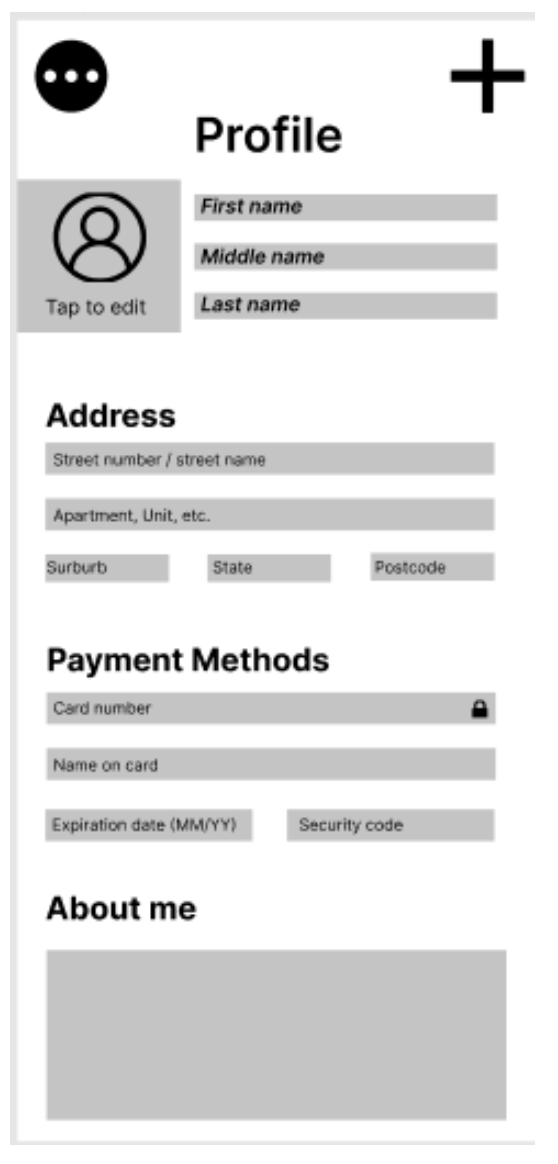 Profile
First name
Middle name
Last name
Tap to edit
Address
Street number / street name
Apartment, Unit, etc.
Surburb State Postcode
Payment Methods
Card number
Name on card
Expiration date (MM/YY) Security code
About me